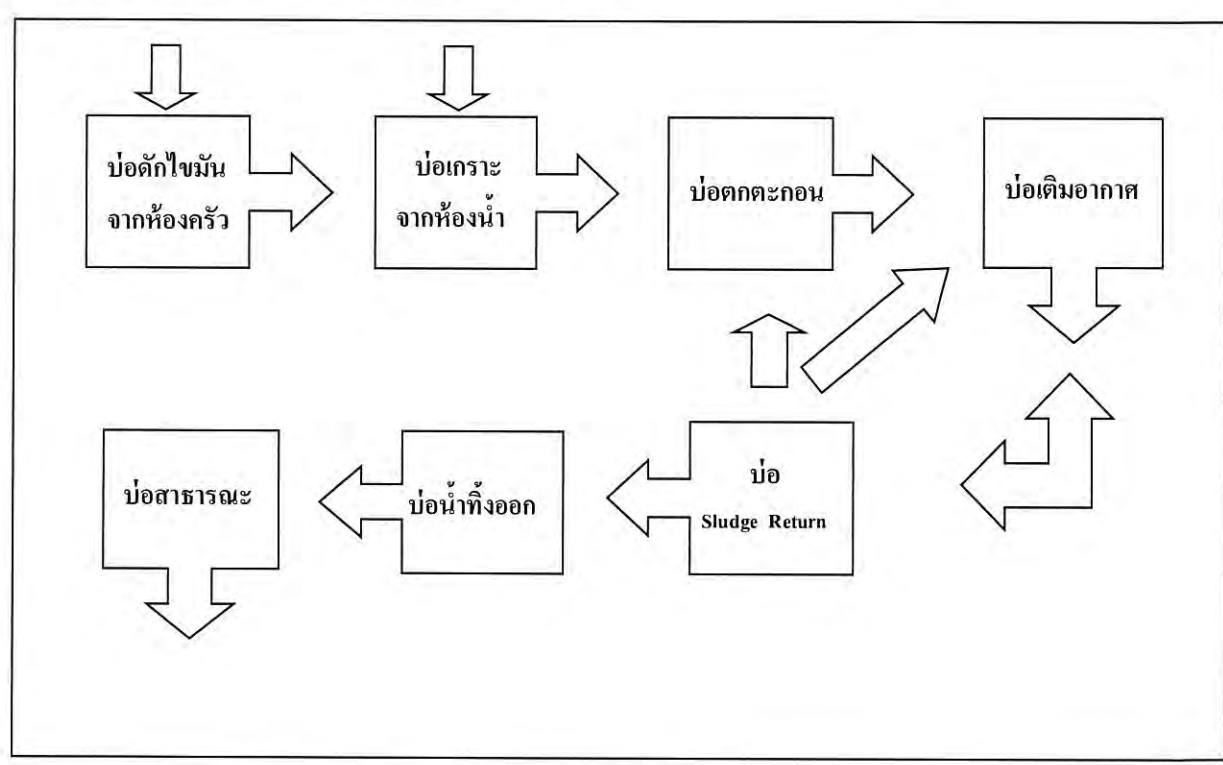 บ่อดักไขมัน
จากห้องครัว
บ่อเกราะ
จากห้องน้ำ
บ่อตกตะกอน
บ่อเติมอากาศ
บ่อสาธารณะ
บ่อน้ำทิ้งออก
บ่อ
Sludge Return